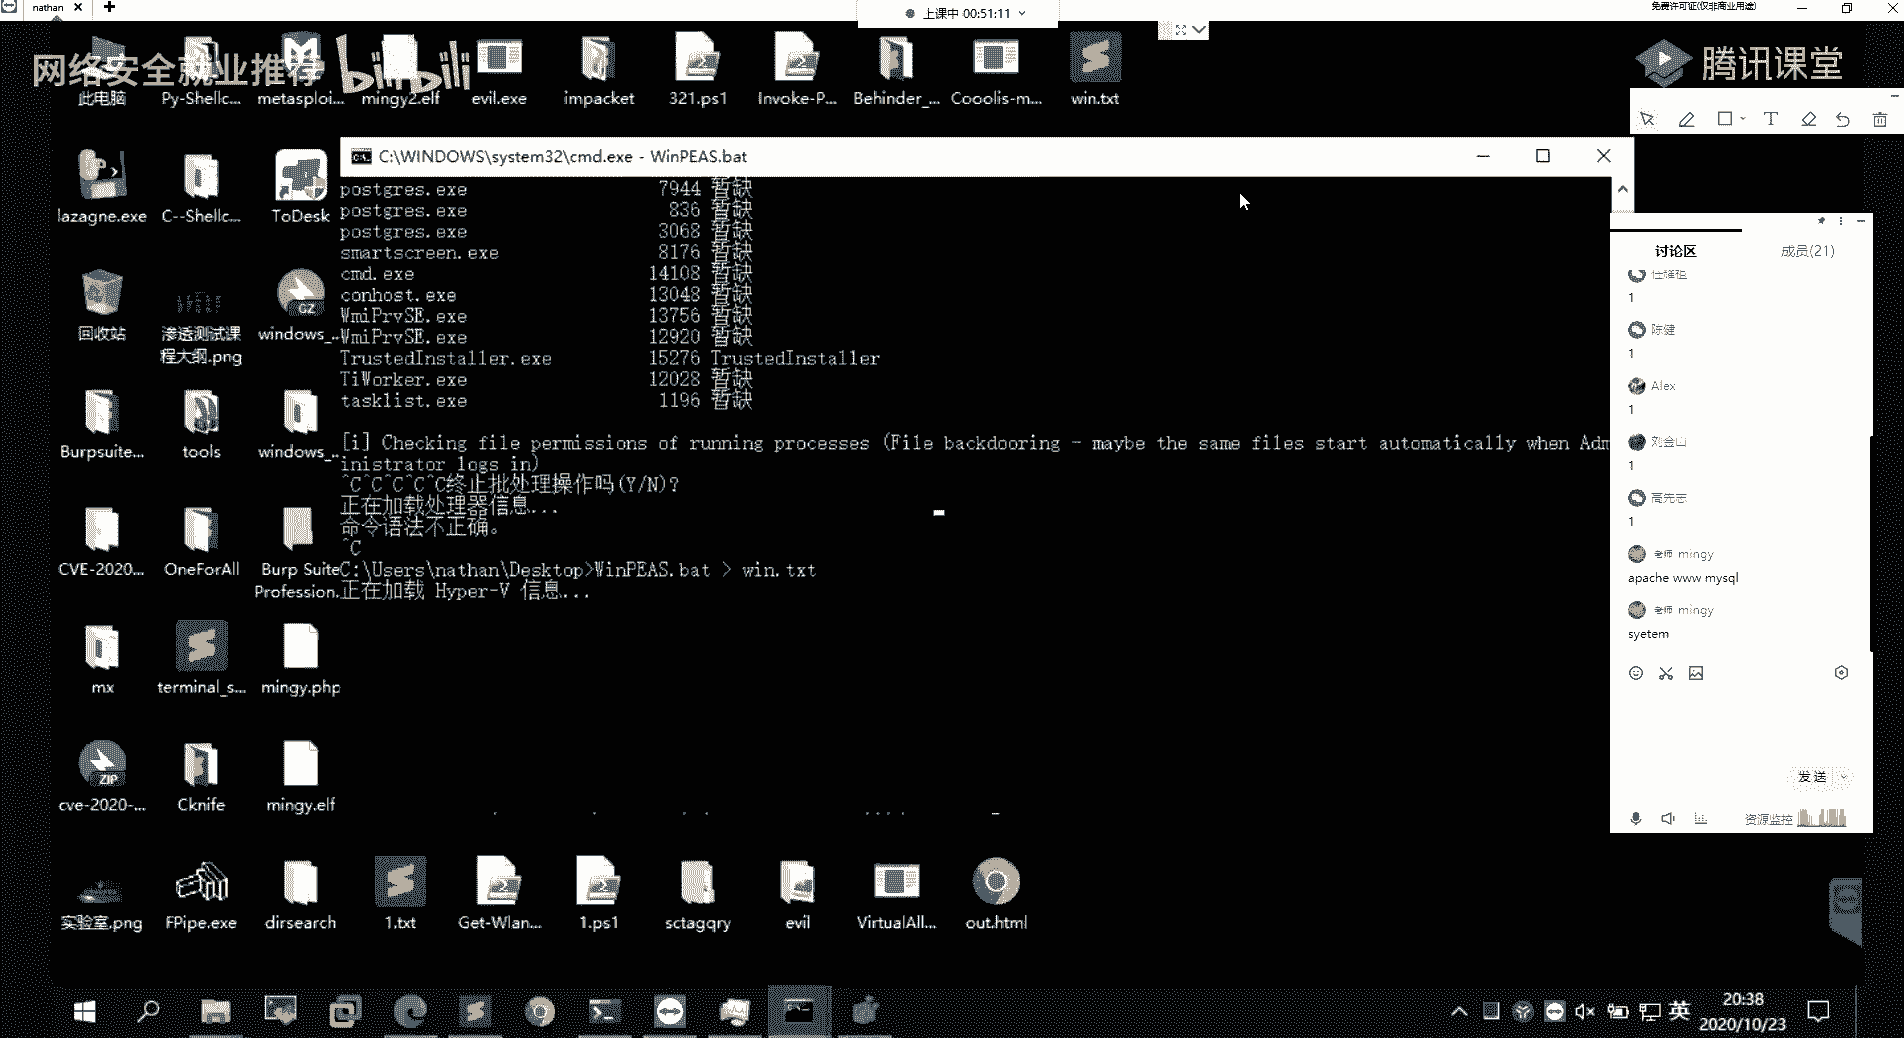 nathan
上课中 00:51:11
免费许可证(仅非商业用途)
网络安全就业推荐
bilibili
腾讯课堂
此电脑
Py-Shellc...
metasploi...
mingy2.elf
evil.exe
impacket
321.ps1
Invoke-P...
Behinder_...
Cooolis-m...
win.txt
C:\WINDOWS\system32\cmd.exe - WinPEAS.bat
postgres.exe 7944 暂缺
postgres.exe 836 暂缺
postgres.exe 3068 暂缺
smartscreen.exe 8176 暂缺
cmd.exe 14108 暂缺
conhost.exe 13048 暂缺
WmiPrvSE.exe 13756 暂缺
WmiPrvSE.exe 12920 暂缺
TrustedInstaller.exe 15276 TrustedInstaller
TiWorker.exe 12028 暂缺
tasklist.exe 1196 暂缺
[i] Checking file permissions of running processes (File backdooring - maybe the same files start automatically when Adm
inistrator logs in)
^C^C^C^C^C终止批处理操作吗(Y/N)?
正在加载处理器信息...
命令语法不正确。
^C
C:\Users\nathan\Desktop>WinPEAS.bat > win.txt
正在加载 Hyper-V 信息...
lazagne.exe
C--Shellc...
ToDesk
回收站
渗透测试课
程大纲.png
GZ
windows_...
Burpsuite...
tools
windows_...
CVE-2020...
OneForAll
Burp Suite
Profession...
mx
terminal_s...
mingy.php
ZIP
cve-2020-...
Cknife
mingy.elf
实验室.png
FPipe.exe
dirsearch
1.txt
Get-Wlan...
1.ps1
sctagqry
evil
VirtualAll...
out.html
讨论区
成员(21)
1
陈健
1
Alex
1
刘金山
1
高先志
1
老师 mingy
apache www mysql
老师 mingy
syetem
发送
资源监控
英
20:38
2020/10/23